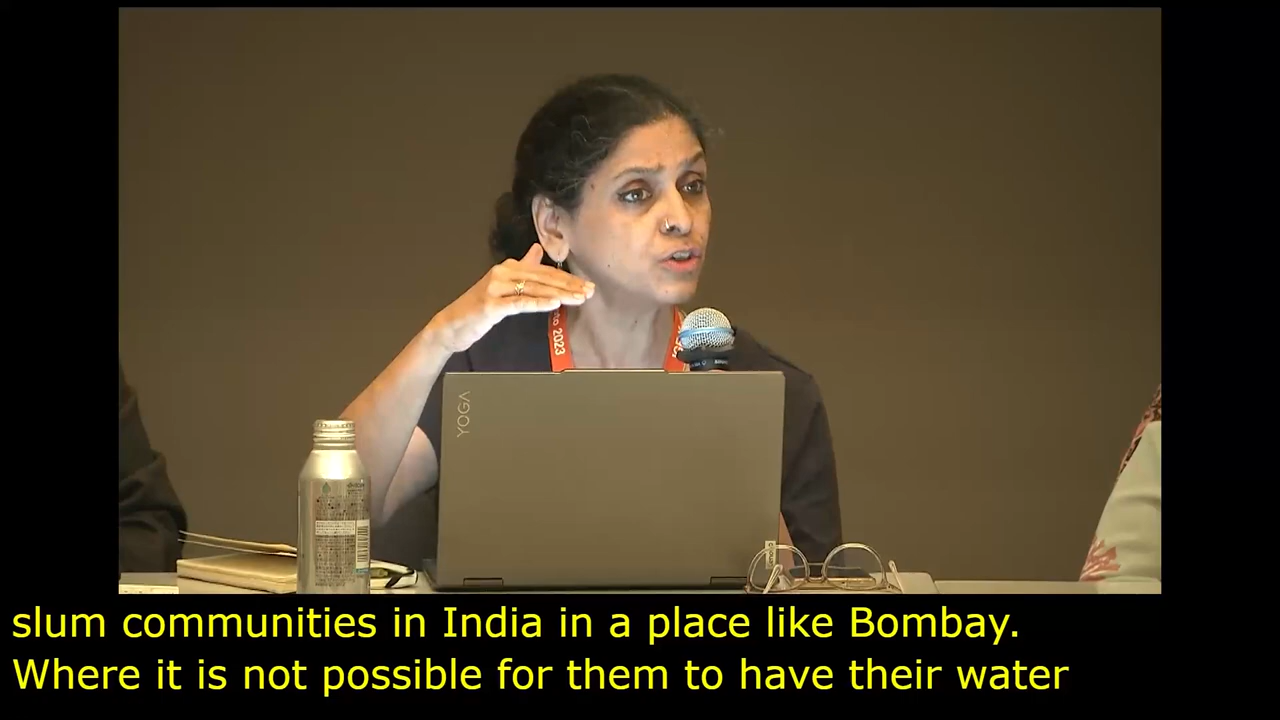 2023
YOGA
slum communities in India in a place like Bombay.
Where it is not possible for them to have their water